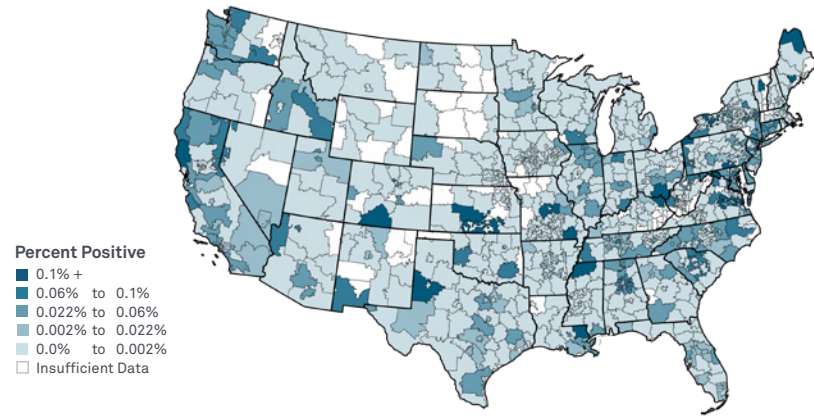 Percent Positive
0.1% +
0.06% to 0.1%
0.022% to 0.06%
0.002% to 0.022%
0.0% to 0.002%
Insufficient Data